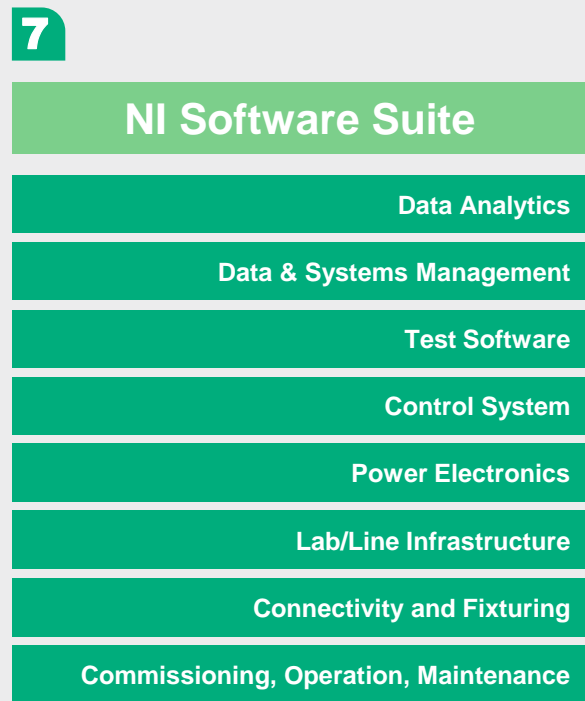 7
NI Software Suite
Data Analytics
Data & Systems Management
Test Software
Control System
Power Electronics
Lab/Line Infrastructure
Connectivity and Fixturing
Commissioning, Operation, Maintenance